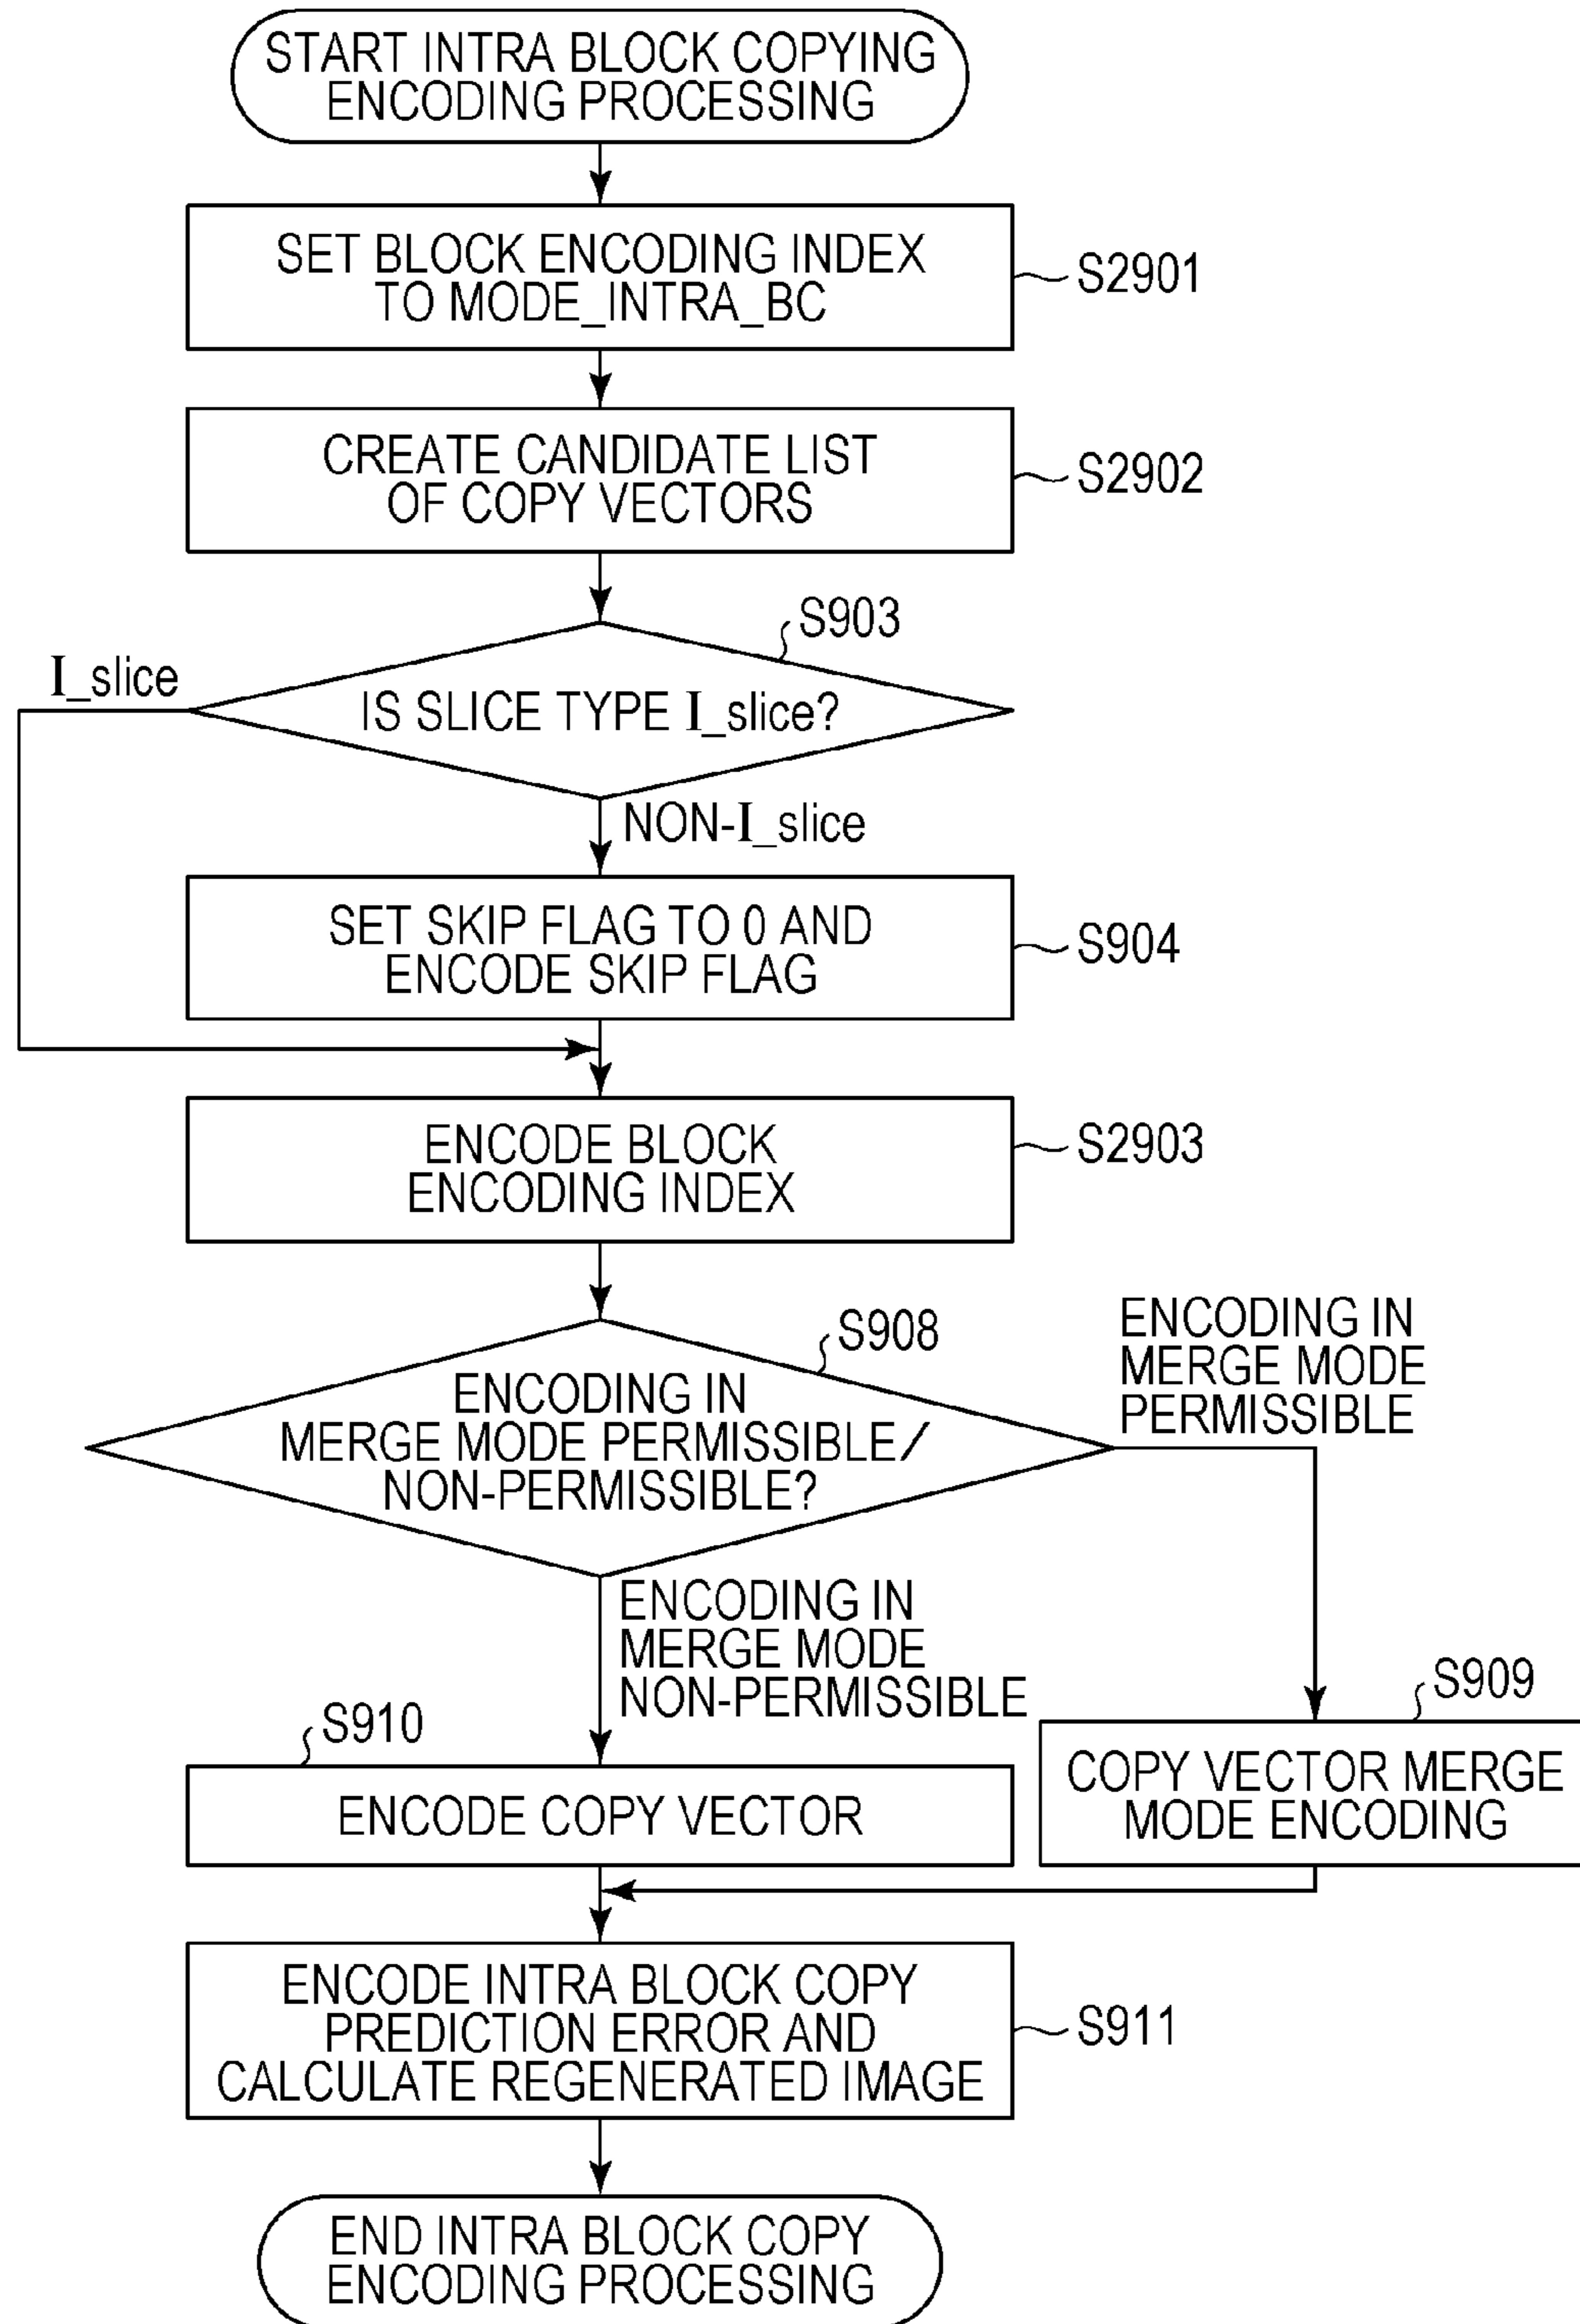 START INTRA BLOCK COPYING
ENCODING PROCESSING
SET BLOCK ENCODING INDEX
TO MODE_INTRA_BC
S2901
CREATE CANDIDATE LIST
OF COPY VECTORS
S2902
S903
I_slice
IS SLICE TYPE I_slice?
NON-I_slice
SET SKIP FLAG TO 0 AND
ENCODE SKIP FLAG
S904
ENCODE BLOCK
ENCODING INDEX
S2903
S908
ENCODING IN
MERGE MODE PERMISSIBLE/
NON-PERMISSIBLE?
ENCODING IN
MERGE MODE
PERMISSIBLE
ENCODING IN
MERGE MODE
NON-PERMISSIBLE
S910
ENCODE COPY VECTOR
S909
COPY VECTOR MERGE
MODE ENCODING
ENCODE INTRA BLOCK COPY
PREDICTION ERROR AND
CALCULATE REGENERATED IMAGE
S911
END INTRA BLOCK COPY
ENCODING PROCESSING